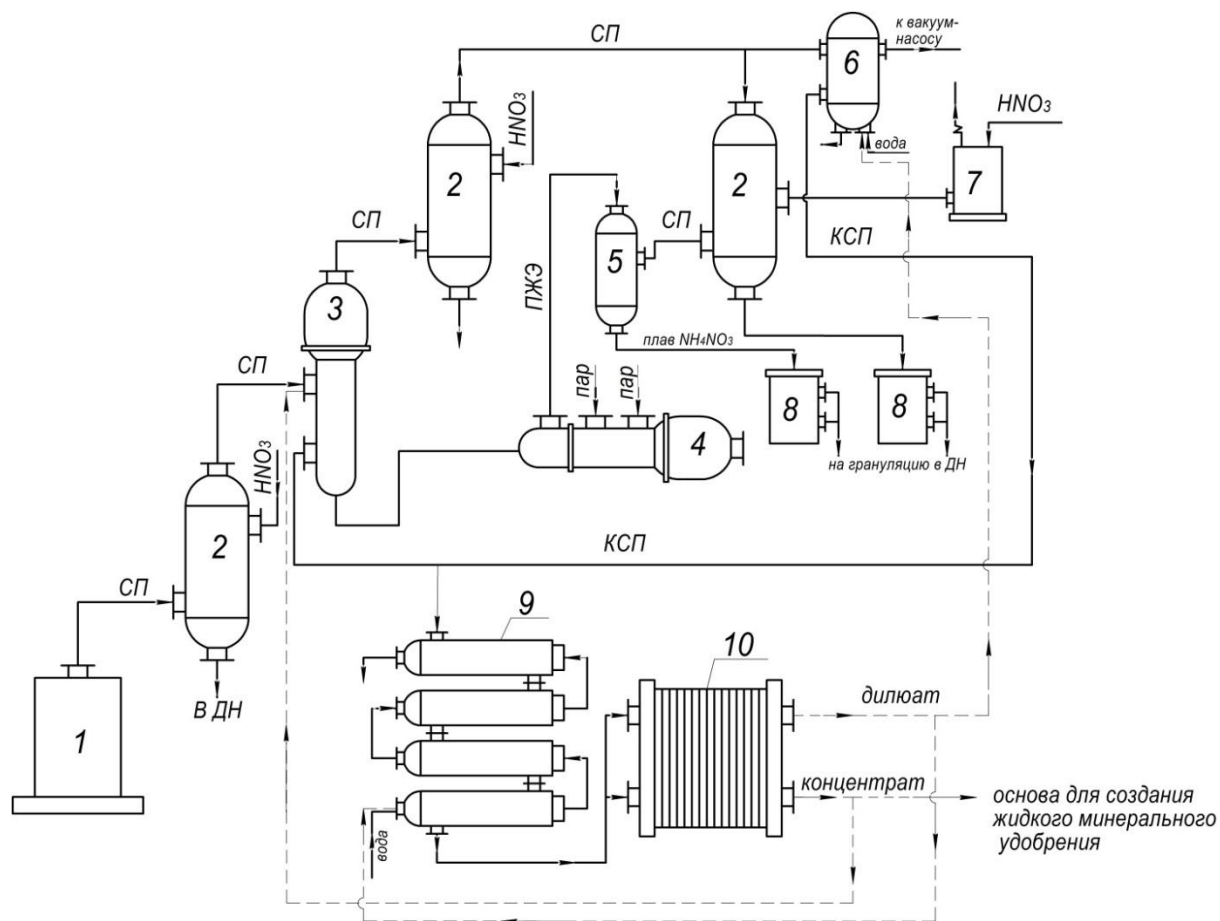 СП
к вакуум-
насосу
6
HNO3
HNO3
2
2
вода
7
СП
СП
КСП
ПЖЭ
5
3
плав NH4NO3
СП
пар
пар
8
8
4
HNO3
на грануляцию в ДН
2
КСП
СП
9
10
В ДН
дилюат
1
концентрат
основа для создания
жидкого минерального
удобрения
вода